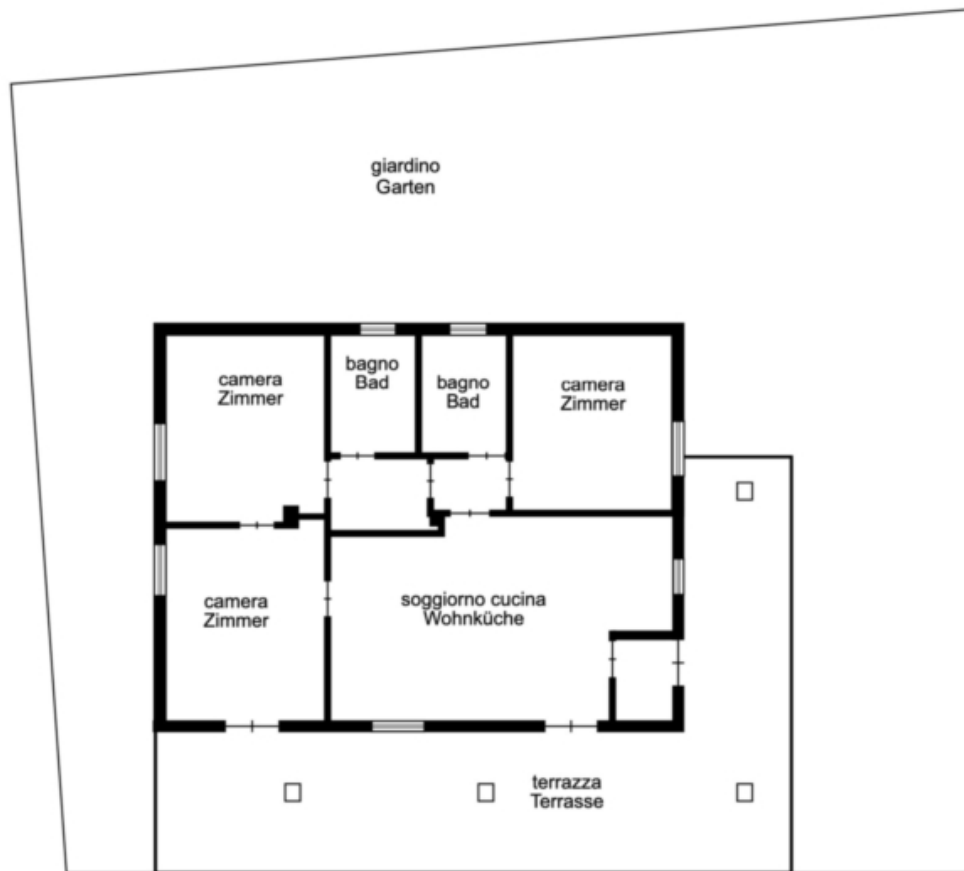 giardino
Garten
camera
Zimmer
bagno
Bad
bagno
Bad
camera
Zimmer
camera
Zimmer
soggiorno cucina
Wohnküche
terrazza
Terrasse